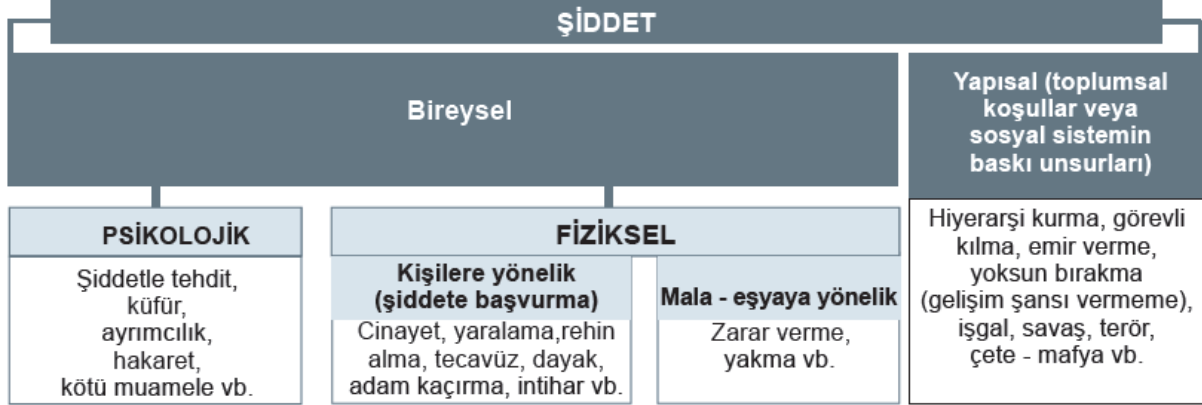 ŞİDDET
Bireysel
Yapısal (toplumsal
koşullar veya
sosyal sistemin
baskı unsurları)
PSİKOLOJİK
Şiddetle tehdit,
küfür,
ayrımcılık,
hakaret,
kötü muamele vb.
FİZİKSEL
Kişilere yönelik
(şiddete başvurma)
Cinayet, yaralama,rehin
alma, tecavüz, dayak,
adam kaçırma, intihar vb.
Mala - eşyaya yönelik
Zarar verme,
yakma vb.
Hiyerarşi kurma, görevli
kılma, emir verme,
yoksun bırakma
(gelişim şansı vermeme),
işgal, savaş, terör,
çete - mafya vb.